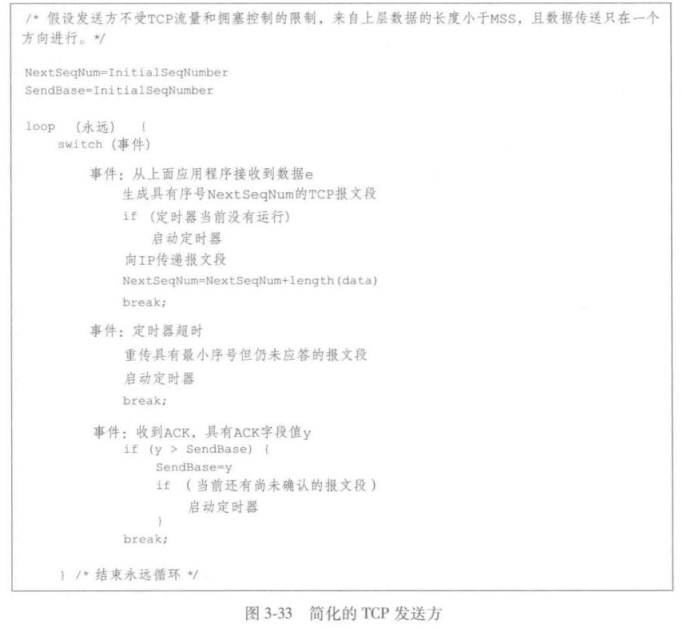 /* 假设发送方不受TCP流量和拥塞控制的限制，来自上层数据的长度小于MSS，且数据传送只在一个
方向进行。*/
NextSeqNum=InitialSeqNumber
SendBase=InitialSeqNumber
loop （永远） {
switch（事件）
事件：从上面应用程序接收到数据e
生成具有序号NextSeqNum的TCP报文段
if （定时器当前没有运行）
启动定时器
向IP传递报文段
NextSeqNum=NextSeqNum+length(data)
break;
事件：定时器超时
重传具有最小序号但仍未应答的报文段
启动定时器
break;
事件：收到ACK，具有ACK字段值y
if (y > SendBase) {
SendBase=y
if （当前还有尚未确认的报文段）
启动定时器
}
break;
} /* 结束永远循环 */
图 3-33 简化的 TCP 发送方